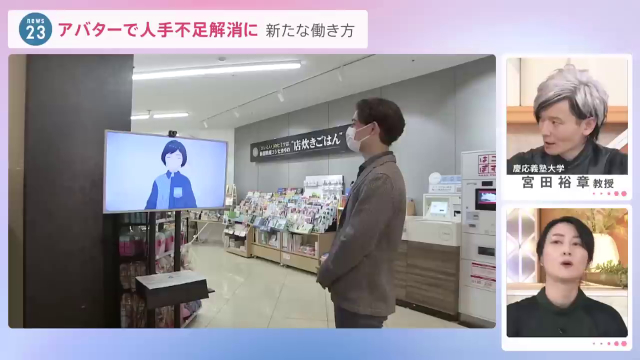 news
23
アバターで人手不足解消に 新たな働き方
"店炊きごはん"
慶応義塾大学
宮田裕章教授